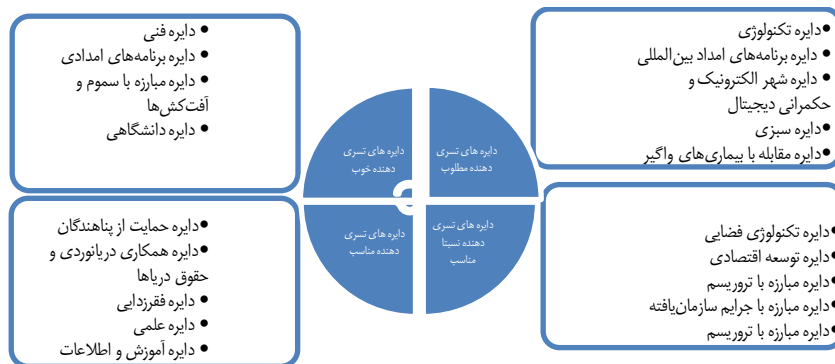 دایره تکنولوژی
دایره برنامه‌های امداد بین‌المللی
دایره شهر الکترونیک و
حکمرانی دیجیتال
دایره سبزی
دایره مقابله با بیماری‌های واگیر
دایره فنی
دایره برنامه‌های امدادی
دایره مبارزه با سموم و
آفت‌کش‌ها
دایره دانشگاهی
دایره های تسری
دهنده مطلوب
دایره های تسری
دهنده خوب
دایره های تسری
دهنده نسبتا
مناسب
دایره های تسری
دهنده مناسب
دایره تکنولوژی فضایی
دایره توسعه اقتصادی
دایره مبارزه با تروریسم
دایره مبارزه با جرایم سازمان‌یافته
دایره مبارزه با تروریسم
دایره حمایت از پناهندگان
دایره همکاری دریانوردی و
حقوق دریاها
دایره فقرزدایی
دایره علمی
دایره آموزش و اطلاعات